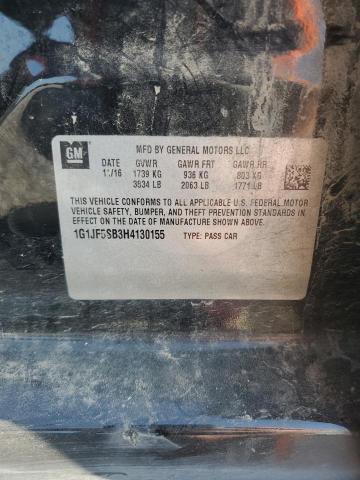 GM
MFD BY GENERAL MOTORS LLC
DATE GVWR GAWR FRT GAWR RR
11/16 1739 KG 936 KG 803 KG
3834 LB 2063 LB 1771 LB
THIS VEHICLE CONFORMS TO ALL APPLICABLE U.S. FEDERAL MOTOR
VEHICLE SAFETY, BUMPER, AND THEFT PREVENTION STANDARDS IN
EFFECT ON THE DATE OF MANUFACTURE SHOWN ABOVE.
1G1JF5SB3H4130155 TYPE: PASS CAR